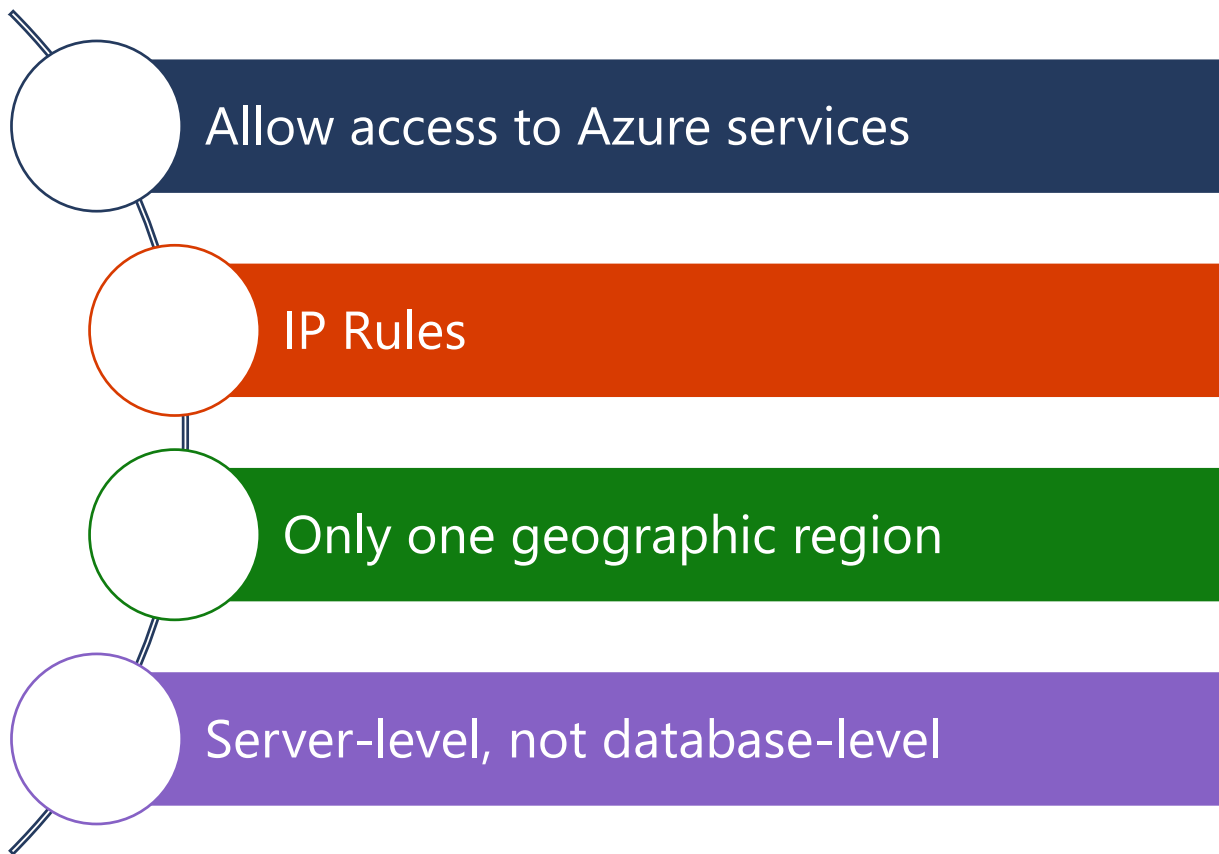 Allow access to Azure services
IP Rules
Only one geographic region
Server-level, not database-level